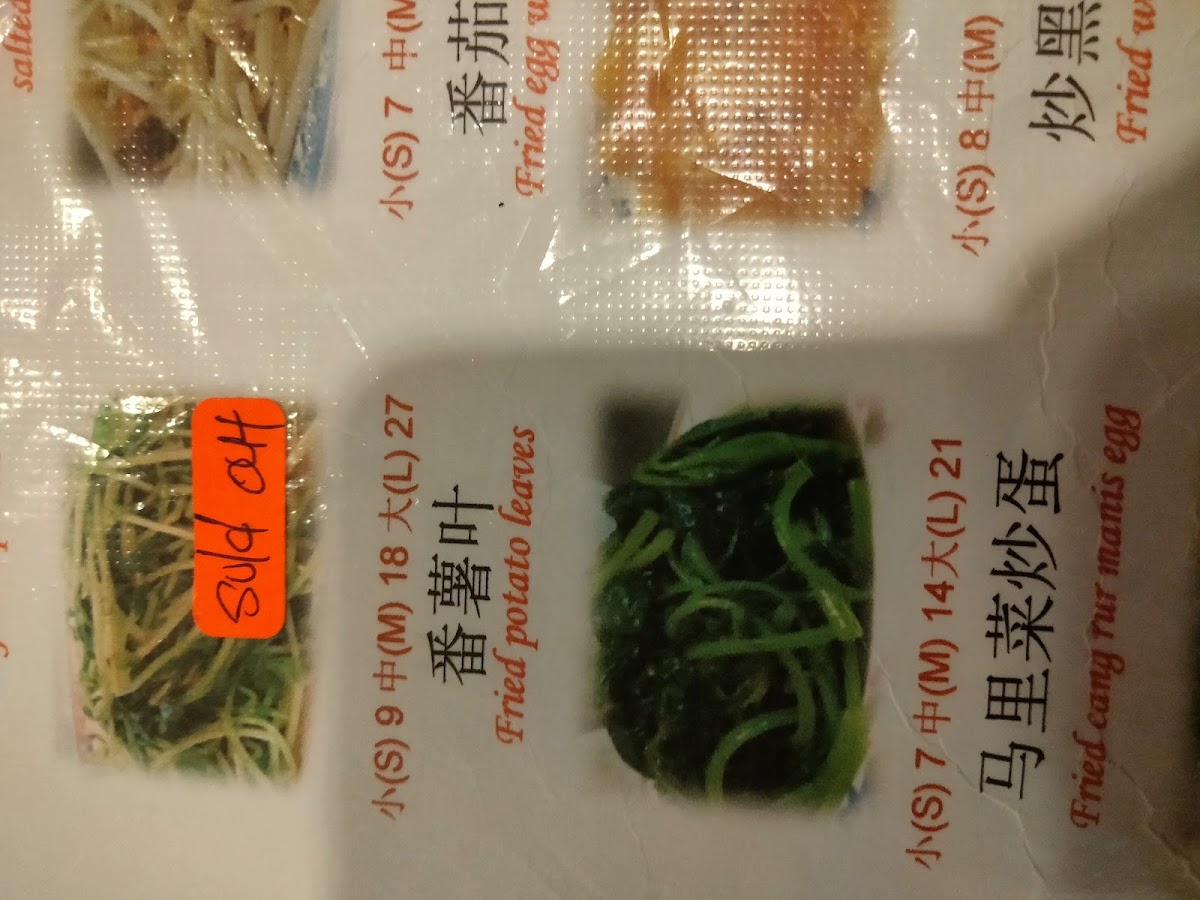 salted
Sold out
小(S) 9 中(M) 18 大(L) 27
番薯叶
Fried potato leaves
小(S) 7 中(M
番茄
Fried egg w
小(S) 7 中(M) 14大(L) 21
马里菜炒蛋
Fried cang rur manis egg
小(S) 8 中(M)
炒黑
Fried w